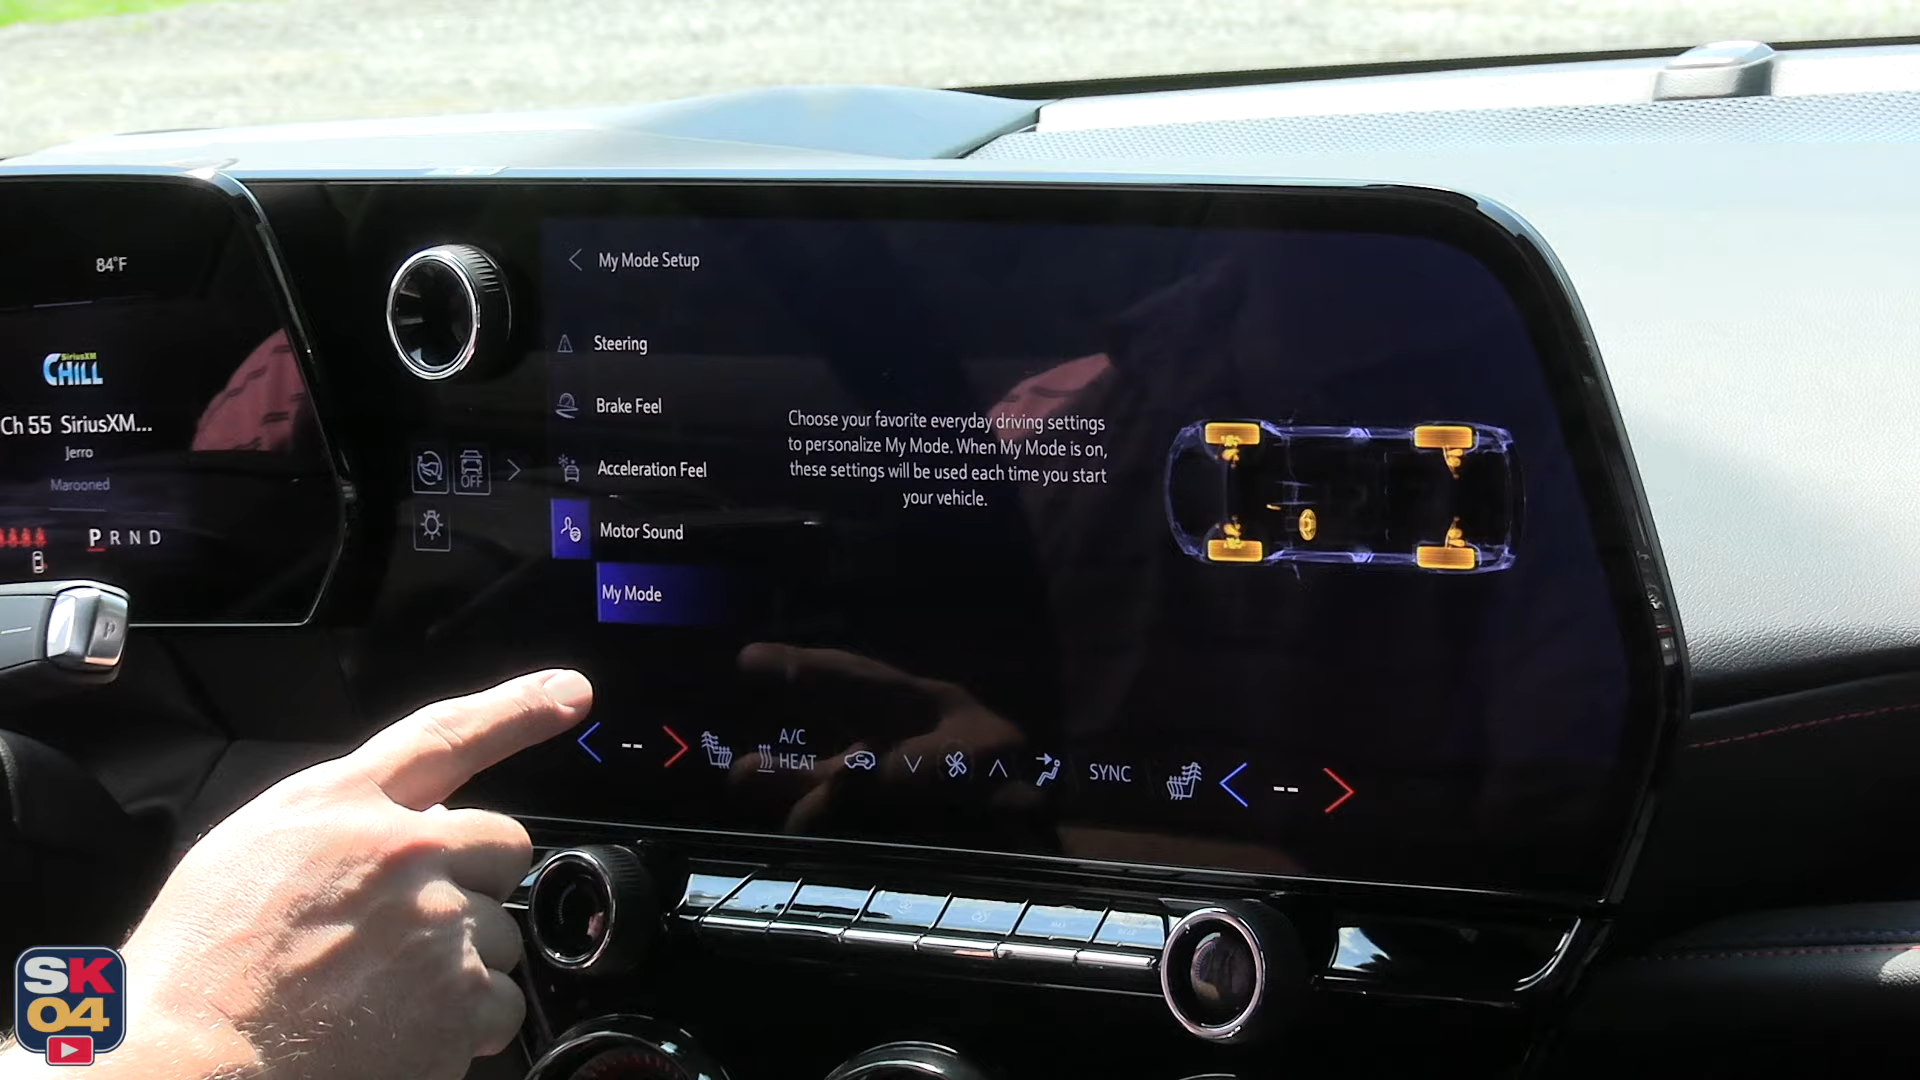 84°F
SiriusXM
CHILL
Ch 55 SiriusXM...
Jerro
Marooned
P R N D
My Mode Setup
Steering
Brake Feel
Acceleration Feel
Motor Sound
My Mode
OFF
Choose your favorite everyday driving settings
to personalize My Mode. When My Mode is on,
these settings will be used each time you start
your vehicle.
--
A/C
HEAT
SYNC
--
P
SK
04